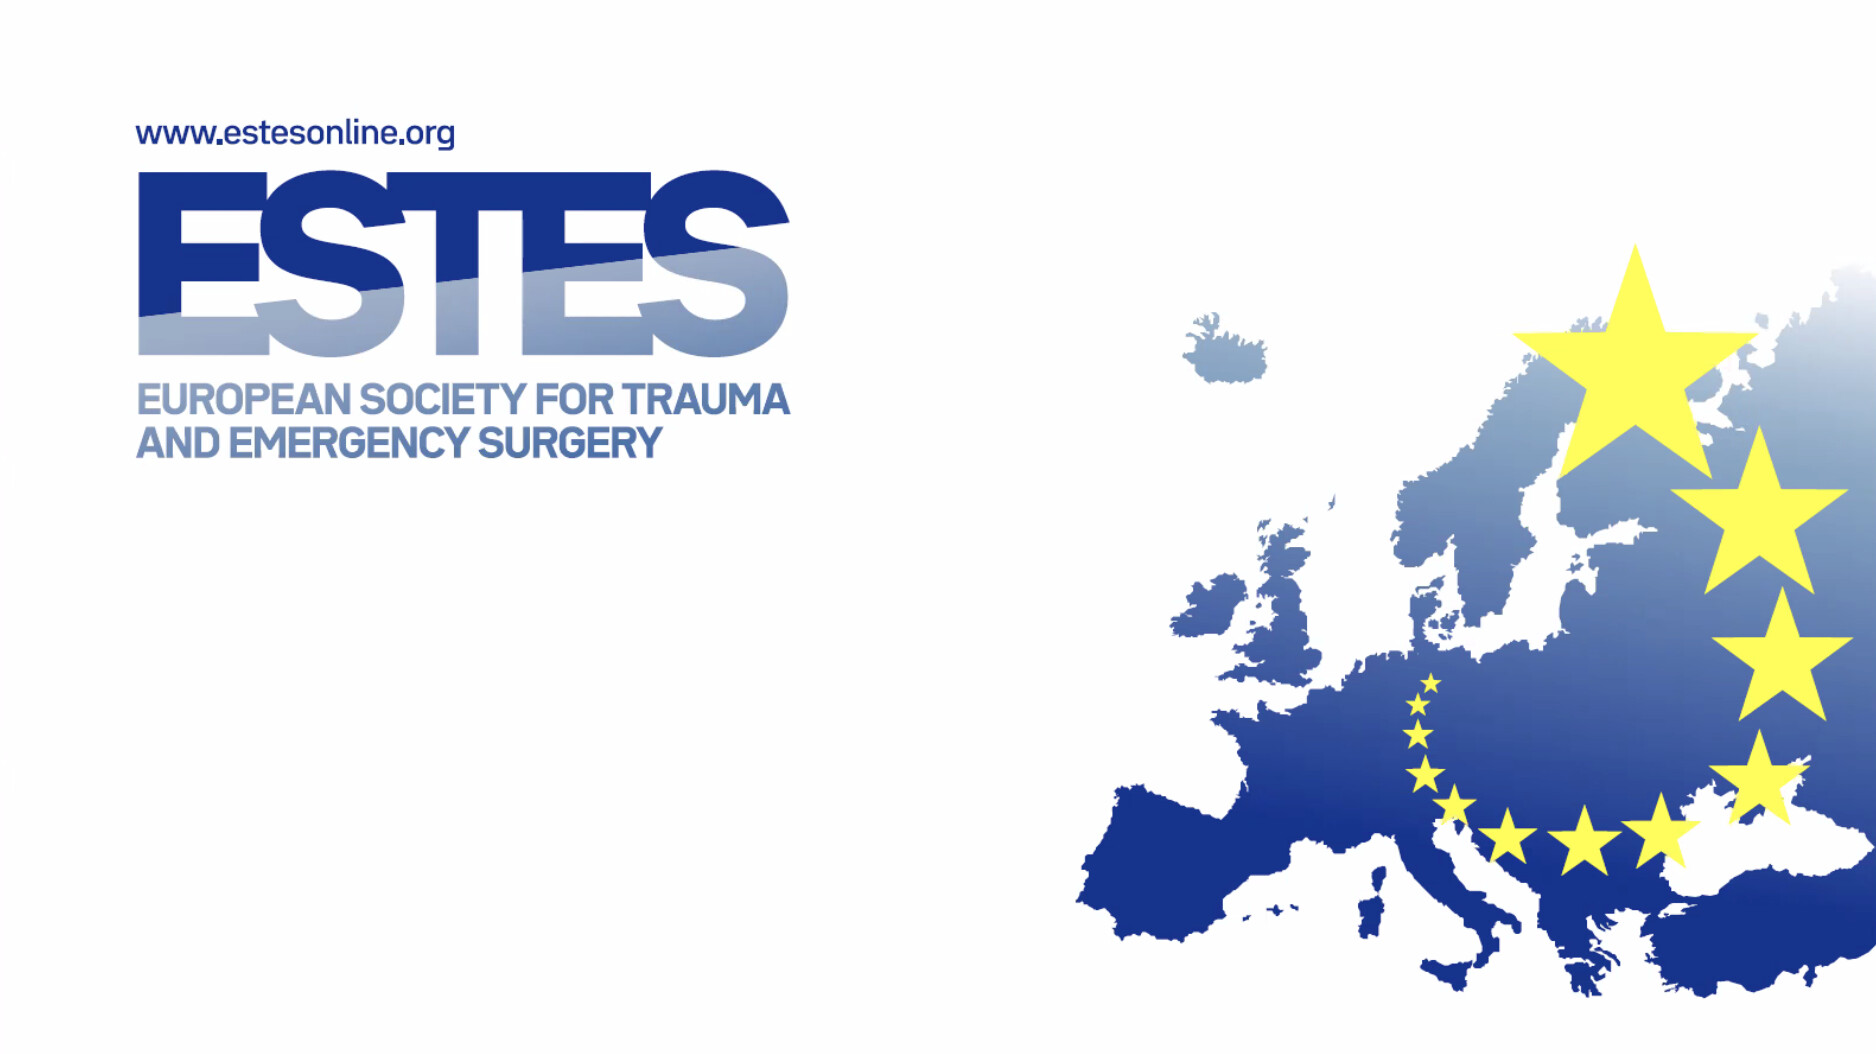 www.estesonline.org
ESTES
EUROPEAN SOCIETY FOR TRAUMA
AND EMERGENCY SURGERY